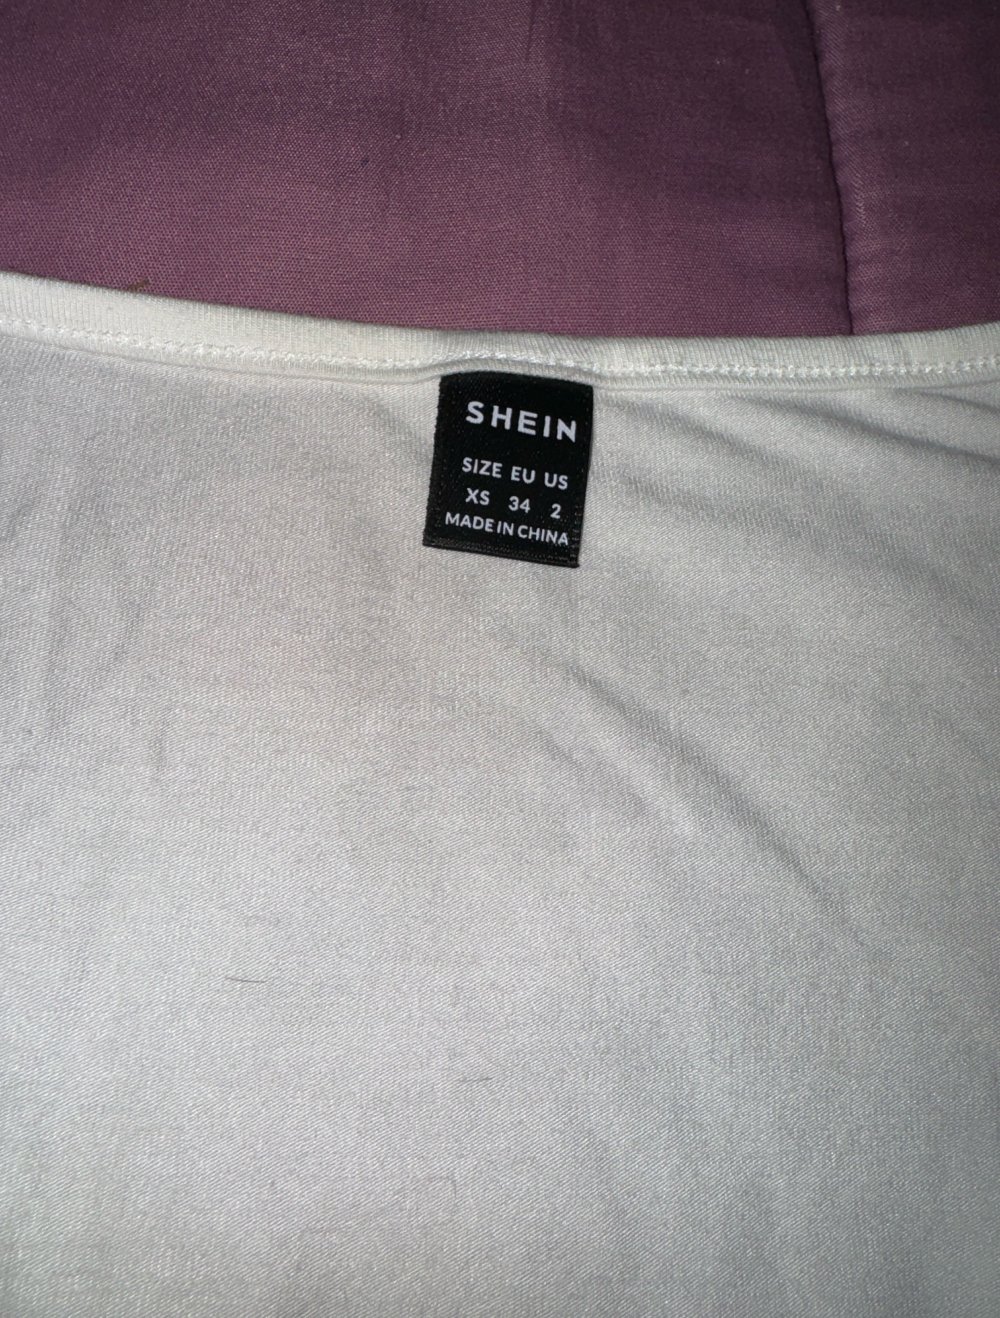 SHEIN
SIZE EU US
XS 34 2
MADE IN CHINA